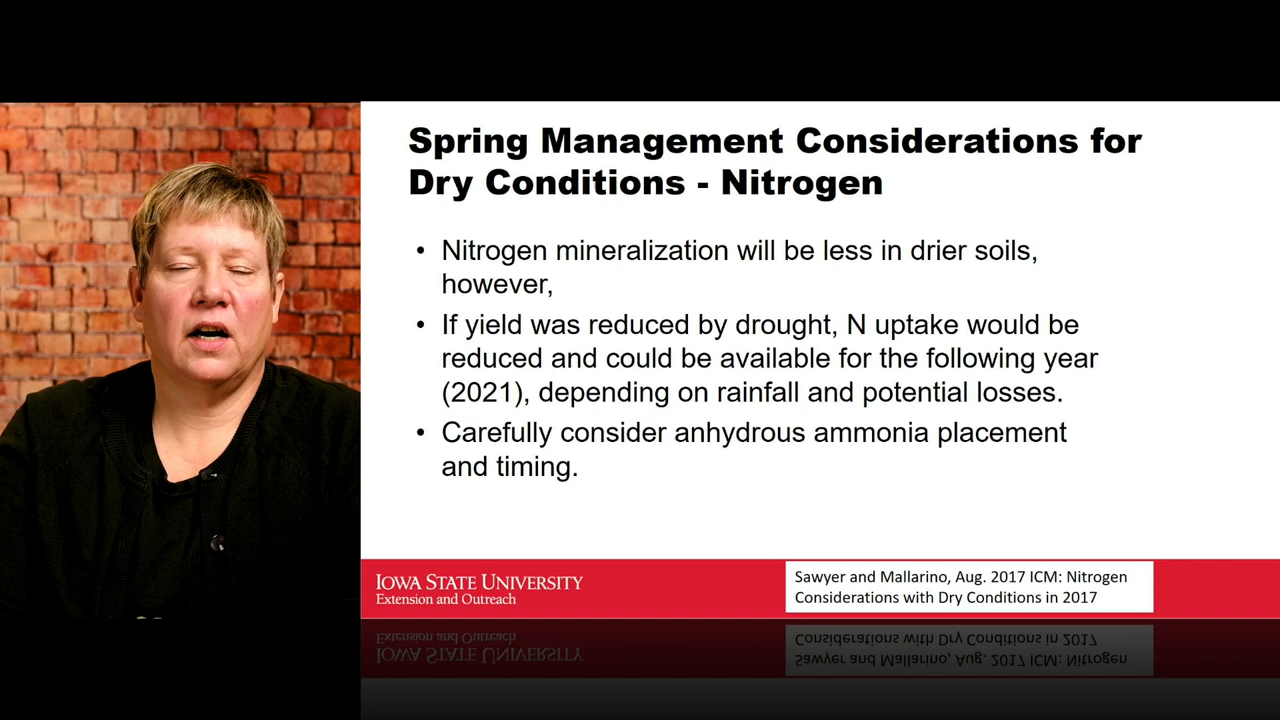 Spring Management Considerations for
Dry Conditions - Nitrogen
• Nitrogen mineralization will be less in drier soils,
however,
• If yield was reduced by drought, N uptake would be
reduced and could be available for the following year
(2021), depending on rainfall and potential losses.
• Carefully consider anhydrous ammonia placement
and timing.
IOWA STATE UNIVERSITY
Extension and Outreach
Sawyer and Mallarino, Aug. 2017 ICM: Nitrogen
Considerations with Dry Conditions in 2017